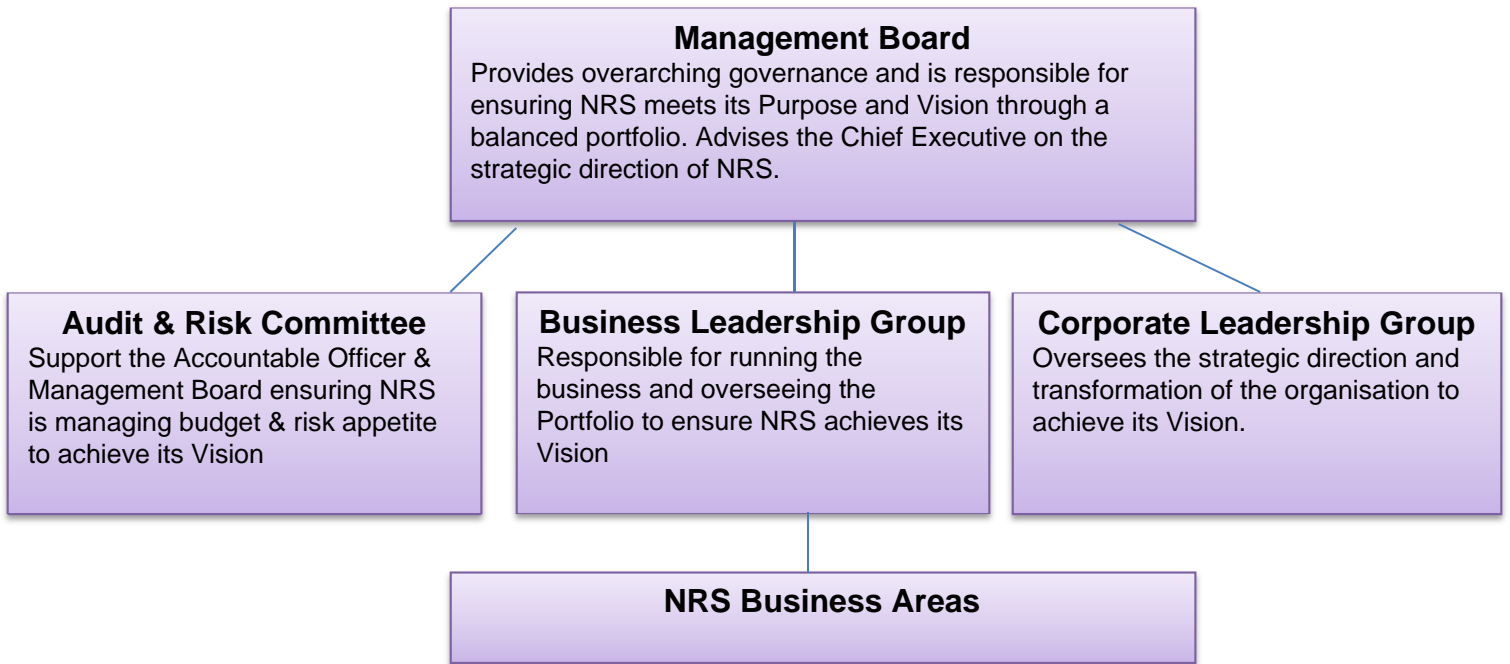 Management Board
Provides overarching governance and is responsible for
ensuring NRS meets its Purpose and Vision through a
balanced portfolio. Advises the Chief Executive on the
strategic direction of NRS.
Audit & Risk Committee
Support the Accountable Officer &
Management Board ensuring NRS
is managing budget & risk appetite
to achieve its Vision
Business Leadership Group
Responsible for running the
business and overseeing the
Portfolio to ensure NRS achieves its
Vision
Corporate Leadership Group
Oversees the strategic direction and
transformation of the organisation to
achieve its Vision.
NRS Business Areas